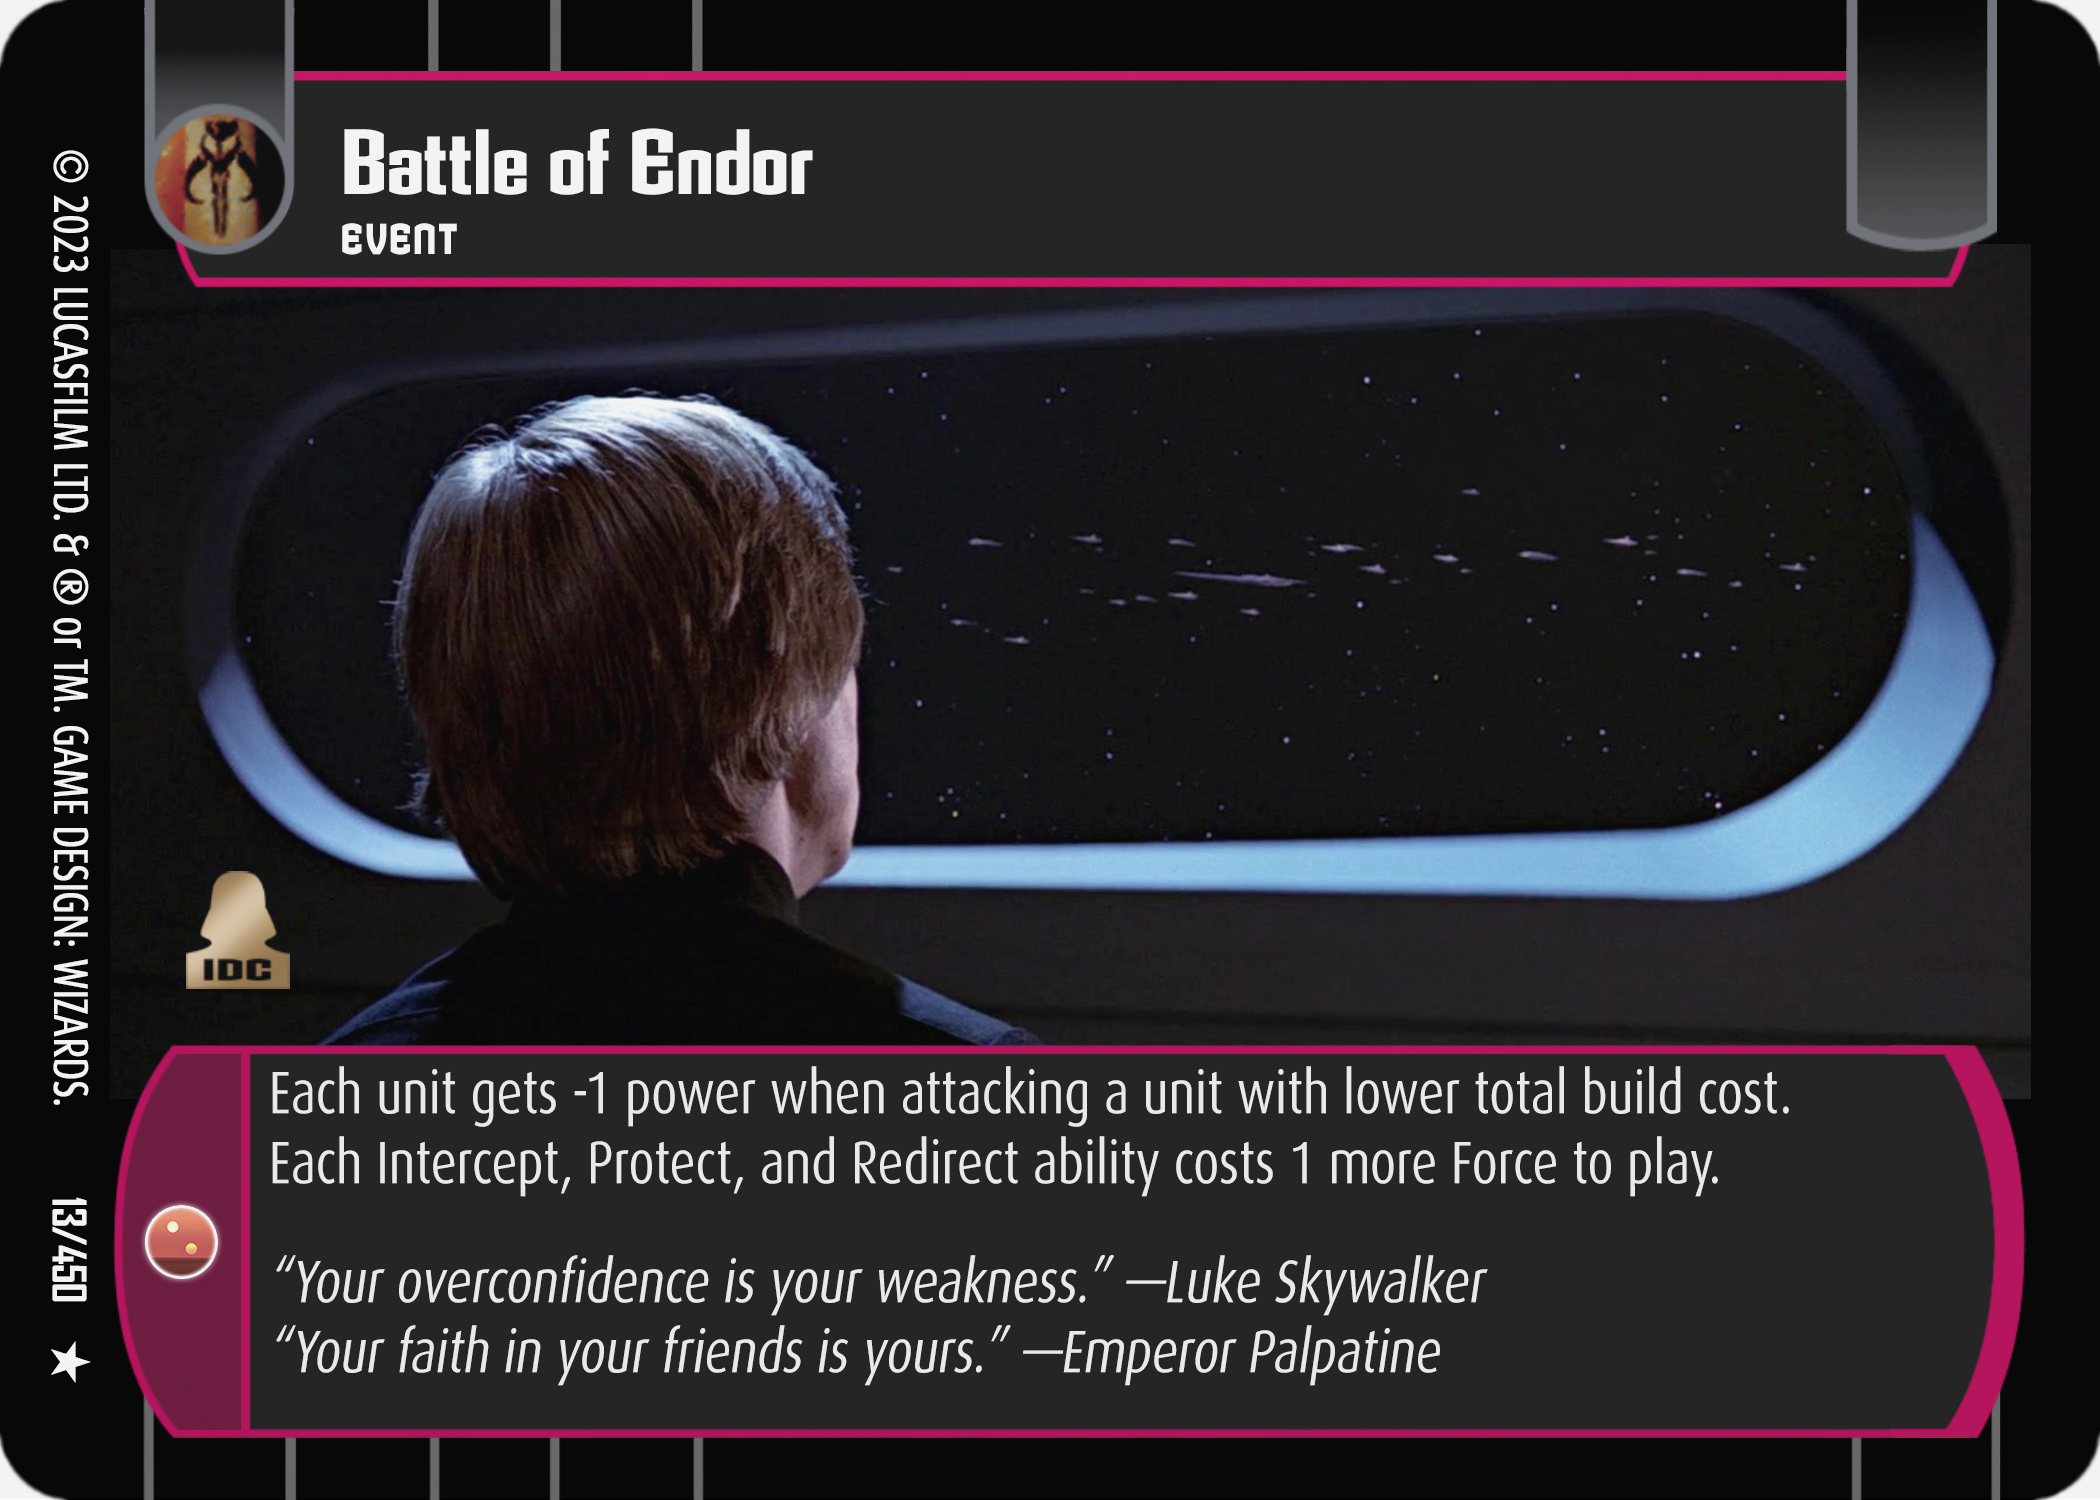 Battle of Endor
EVENT
IDC
Each unit gets -1 power when attacking a unit with lower total build cost.
Each Intercept, Protect, and Redirect ability costs 1 more Force to play.
“Your overconfidence is your weakness.” —Luke Skywalker
“Your faith in your friends is yours.” —Emperor Palpatine
© 2023 LUCASFILM LTD. & ® or TM. GAME DESIGN: WIZARDS. 13/450 ★